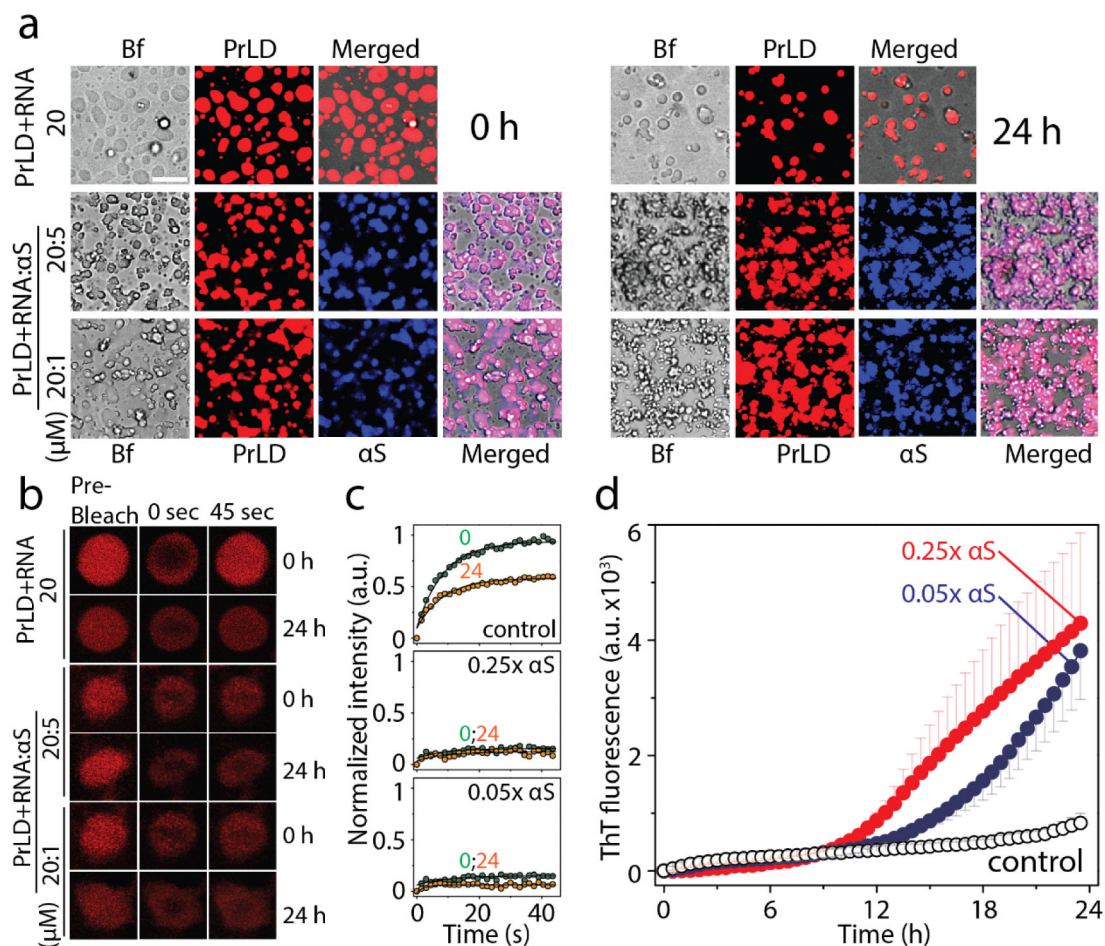 a
Bf PrLD Merged
PrLD+RNA
20
0 h
Bf PrLD Merged
24 h
PrLD+RNA:αS
20:5
20:1
(μM)
Bf PrLD αS Merged
Bf PrLD αS Merged
b
Pre-
Bleach 0 sec 45 sec
PrLD+RNA
20
0 h
24 h
PrLD+RNA:αS
20:5
0 h
24 h
20:1
0 h
24 h
(μM)
c
Normalized intensity (a.u.)
1
0.5
0
0
24
control
1
0.5
0
0.25x αS
0;24
1
0.5
0
0.05x αS
0;24
0 20 40
Time (s)
d
ThT fluorescence (a.u. x10³)
6
4
2
0
0.25x αS
0.05x αS
control
0 6 12 18 24
Time (h)